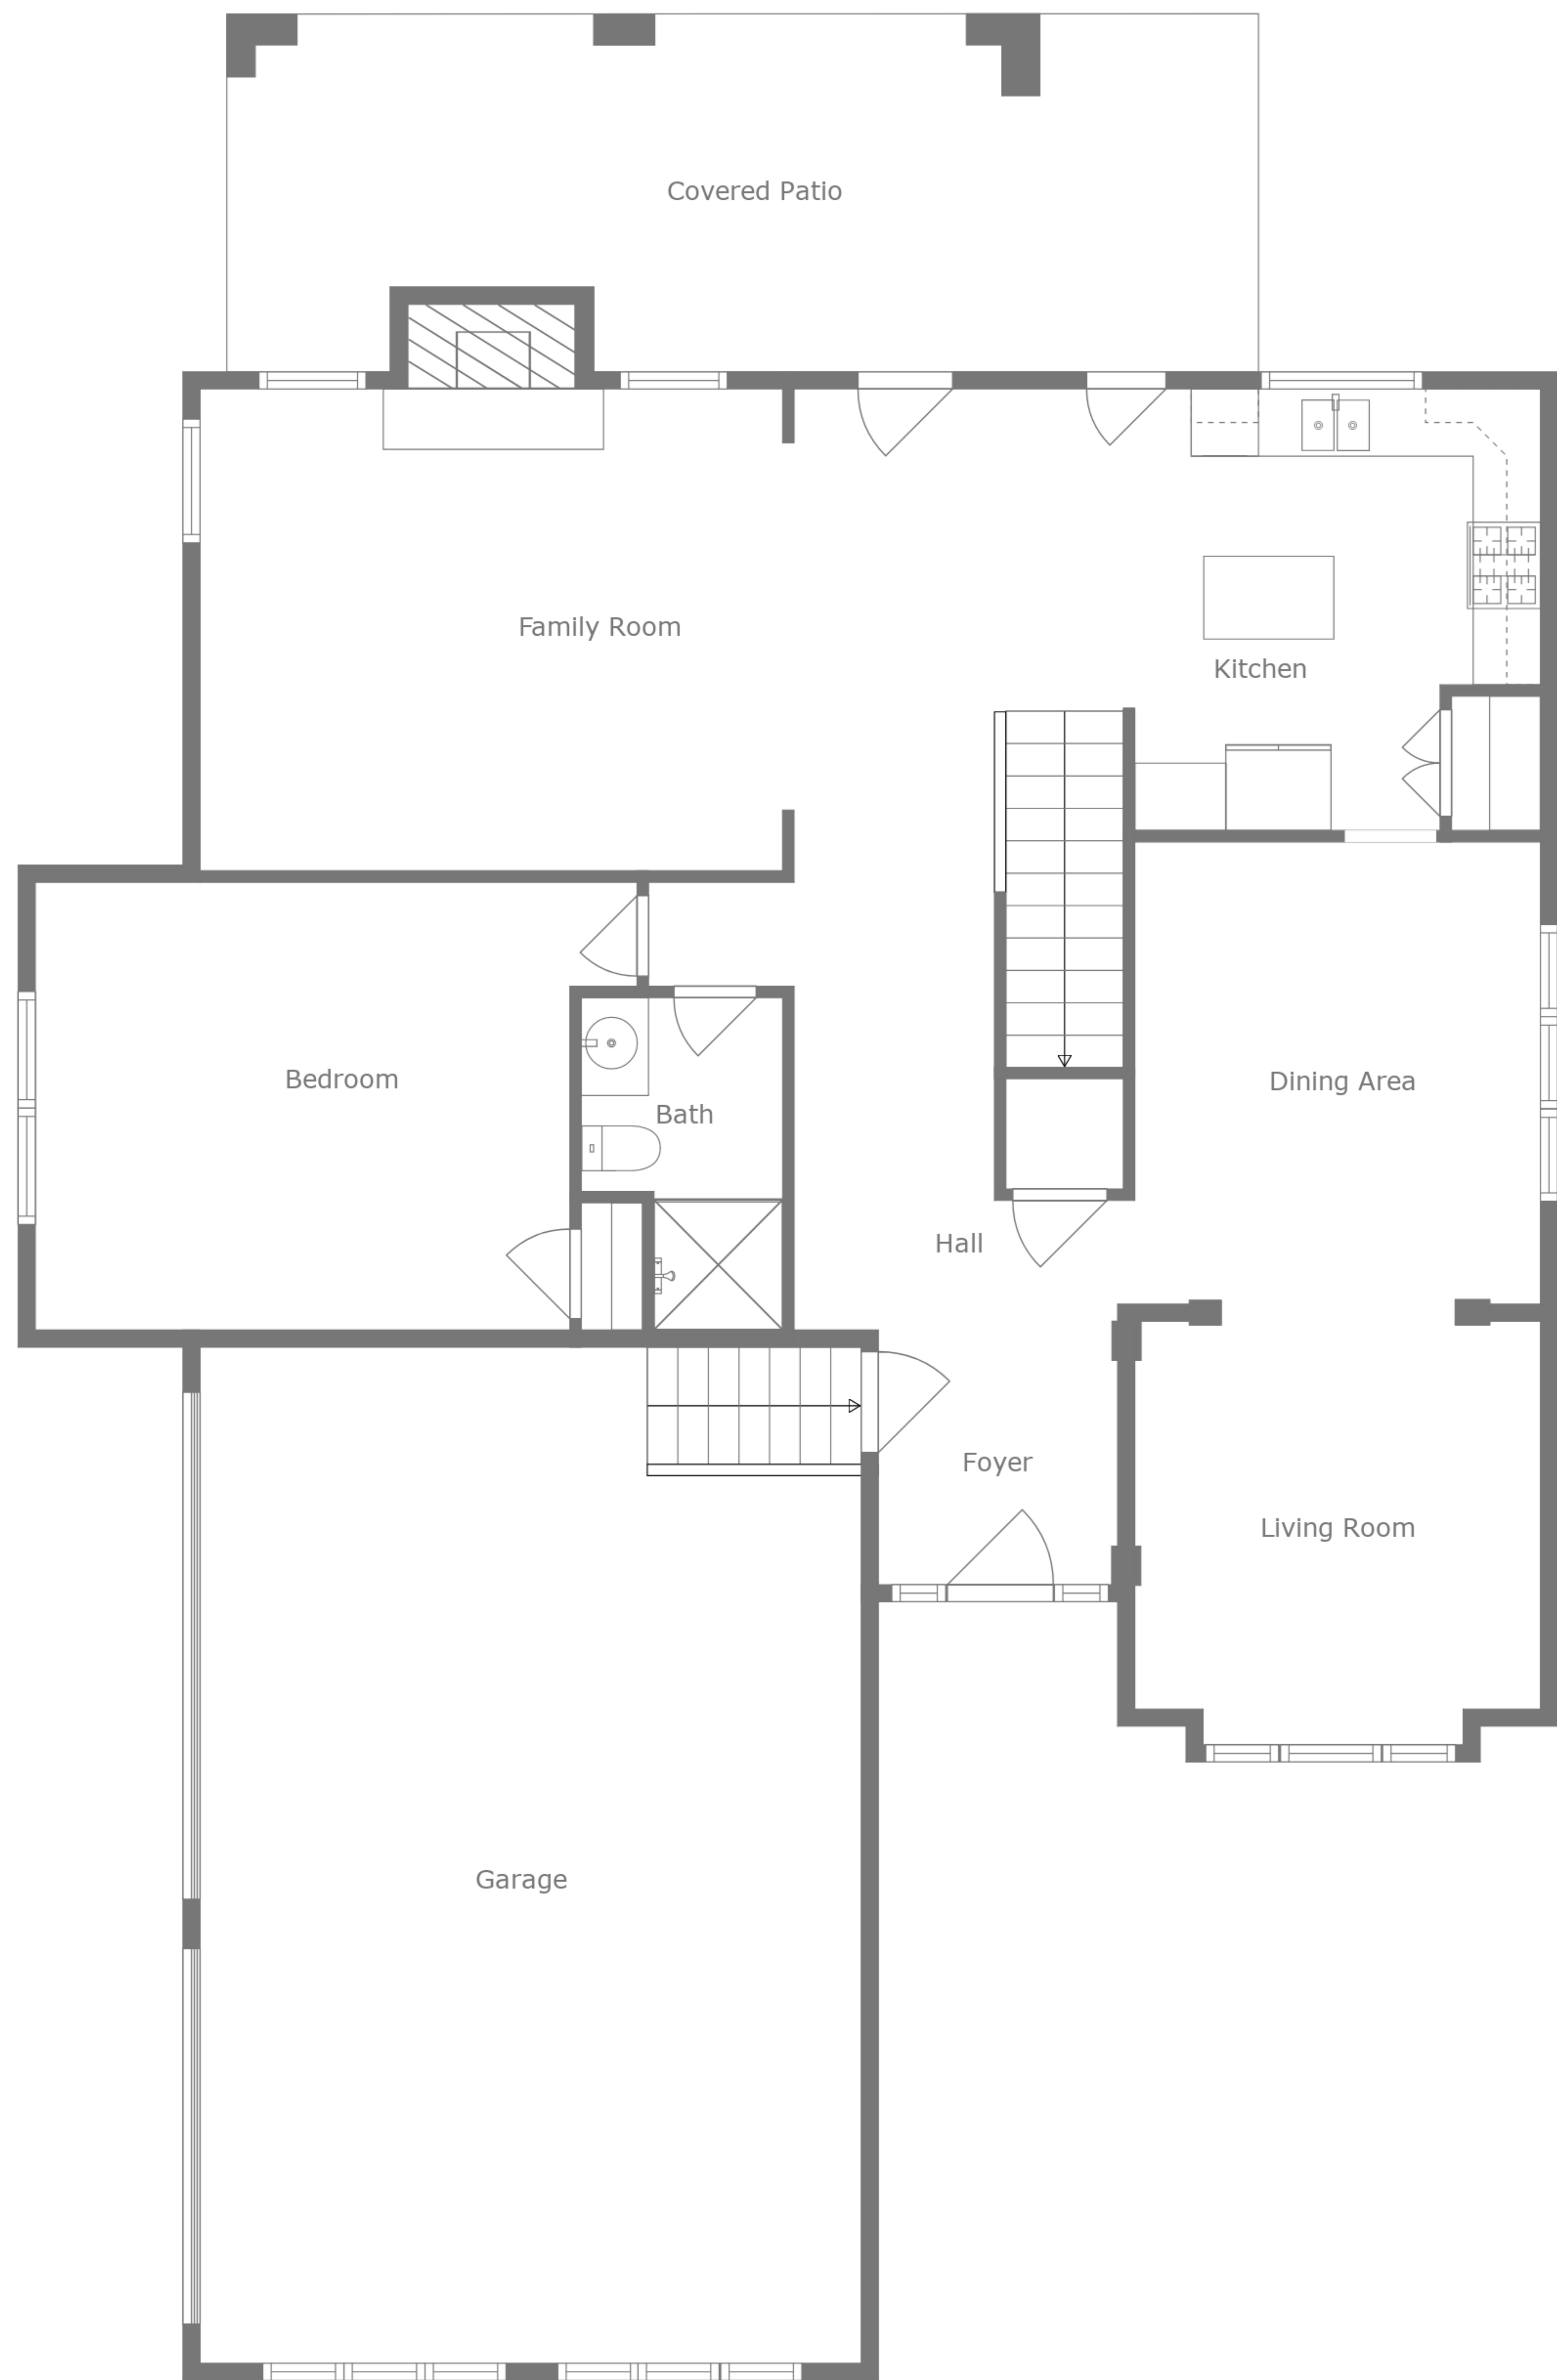 Covered Patio
Family Room
Kitchen
Bedroom
Dining Area
Bath
Hall
Foyer
Living Room
Garage